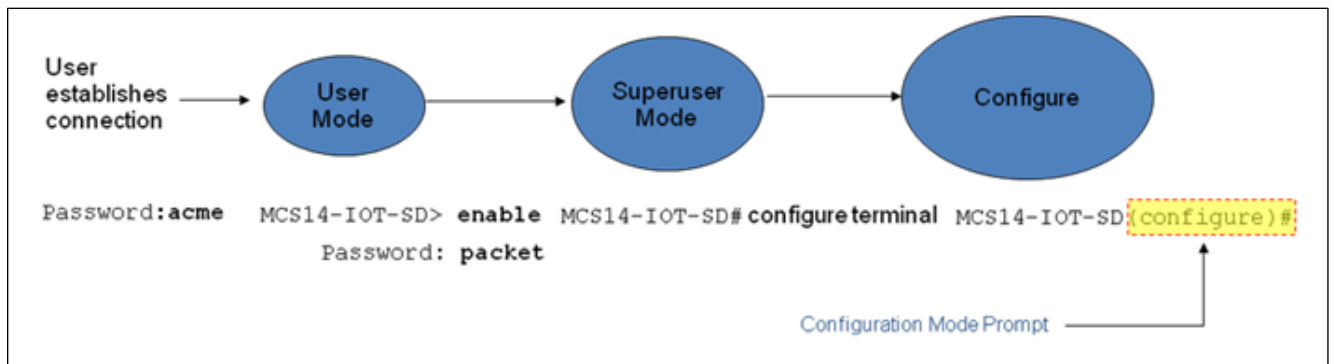 User
establishes
connection
User
Mode
Superuser
Mode
Configure
Password:acme
MCS14-IOT-SD> enable
Password: packet
MCS14-IOT-SD# configure terminal
MCS14-IOT-SD(configure)#
Configuration Mode Prompt